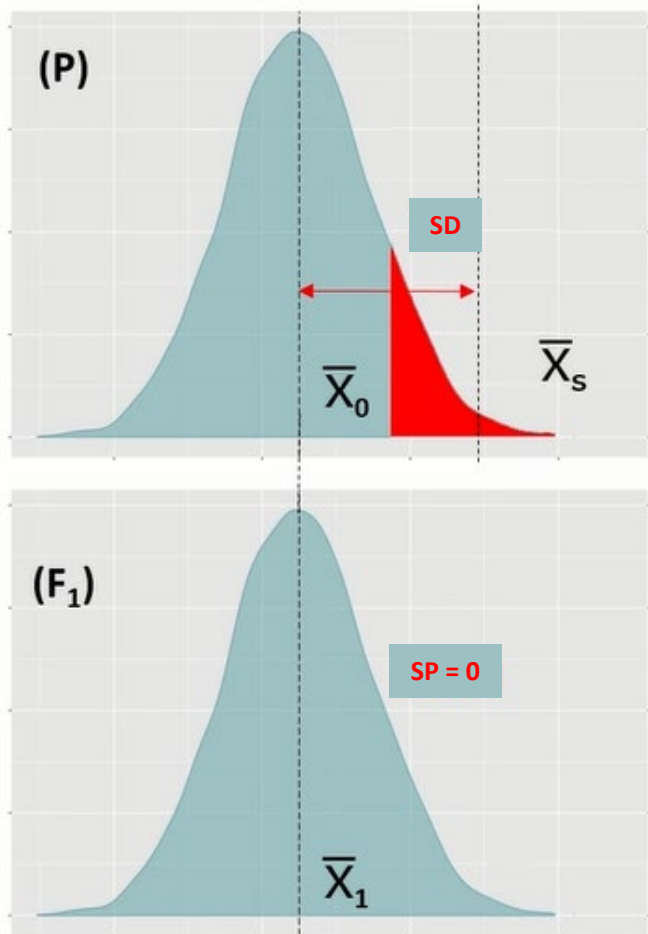 (P)
SD
X̅₀
X̅ₛ
(F₁)
SP = 0
X̅₁